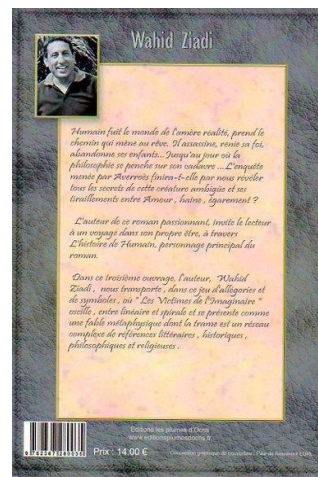 Wahid Ziadi
Humain fuit le monde de l'amère réalité, prend le
chemin qui mène au rêve. Il assassine, renie sa foi,
abandonne ses enfants... Jusqu'au jour où la
philosophie se penche sur son cadavre ... L'enquête
menée par Averroès finira-t-elle par nous révéler
tous les secrets de cette créature ambigüe et ses
tiraillements entre Amour , haine , égarement ?
L'auteur de ce roman passionnant, invite le lecteur
à un voyage dans son propre être, à travers
L'histoire de Humain, personnage principal du
roman.
Dans ce troisième ouvrage, l'auteur, Wahid
Ziadi , nous transporte , dans ce jeu d'allégories et
de symboles , où " Les Victimes de l'Imaginaire "
oscille , entre linéaire et spirale et se présente comme
une fable métaphysique dont la trame est un réseau
complexe de références littéraires , historiques ,
philosophiques et religieuses .
Editions les plumes d'Ocris
Prix : 14.00 €